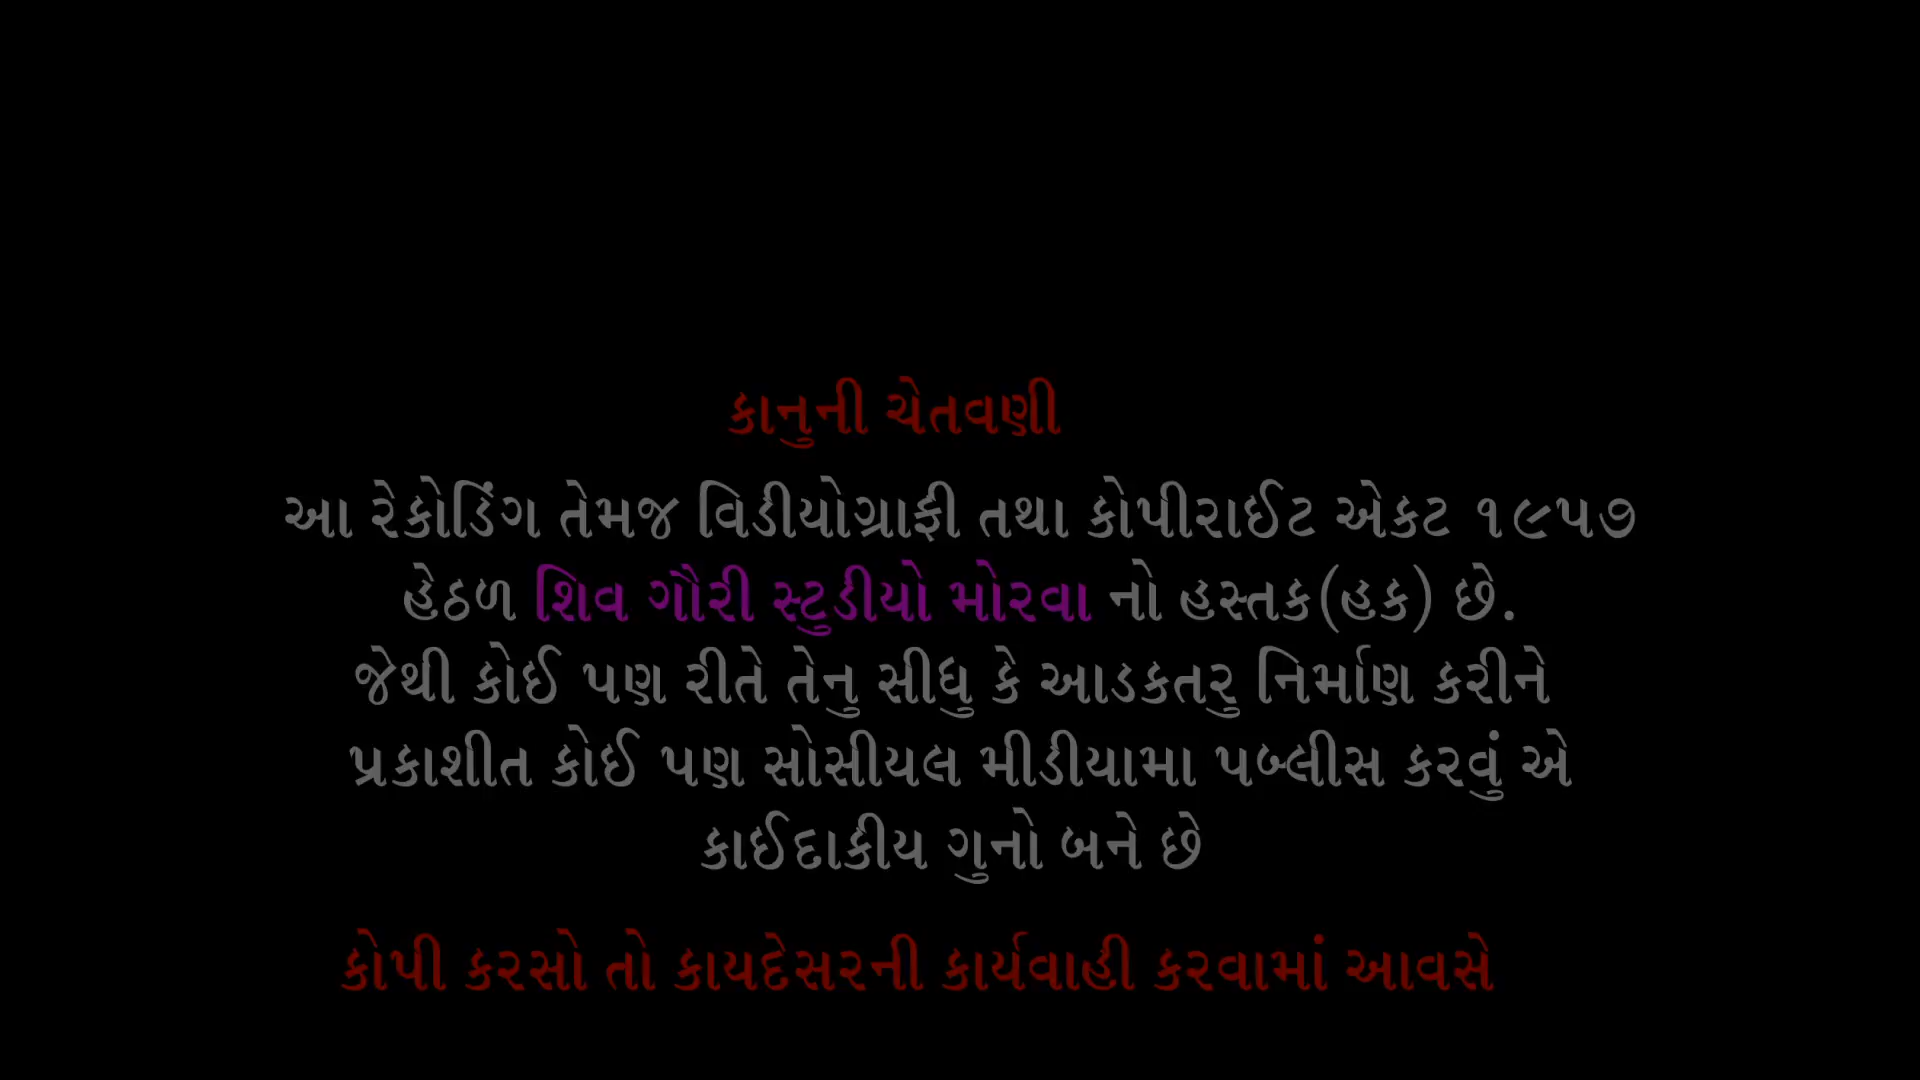 કાનુની ચેતવણી
આ રેકોડિંગ તેમજ વિડીયોગ્રાફી તથા કોપીરાઈટ એકટ ૧૯૫૭
હેઠળ શિવ ગૌરી સ્ટુડીયો મોરવા નો હસ્તક(હક) છે.
જેથી કોઈ પણ રીતે તેનુ સીધુ કે આડકતરુ નિર્માણ કરીને
પ્રકાશીત કોઈ પણ સોસીયલ મીડીયામા પબ્લીસ કરવું એ
કાઈદાકીય ગુનો બને છે
કોપી કરસો તો કાયદેસરની કાર્યવાહી કરવામાં આવસે